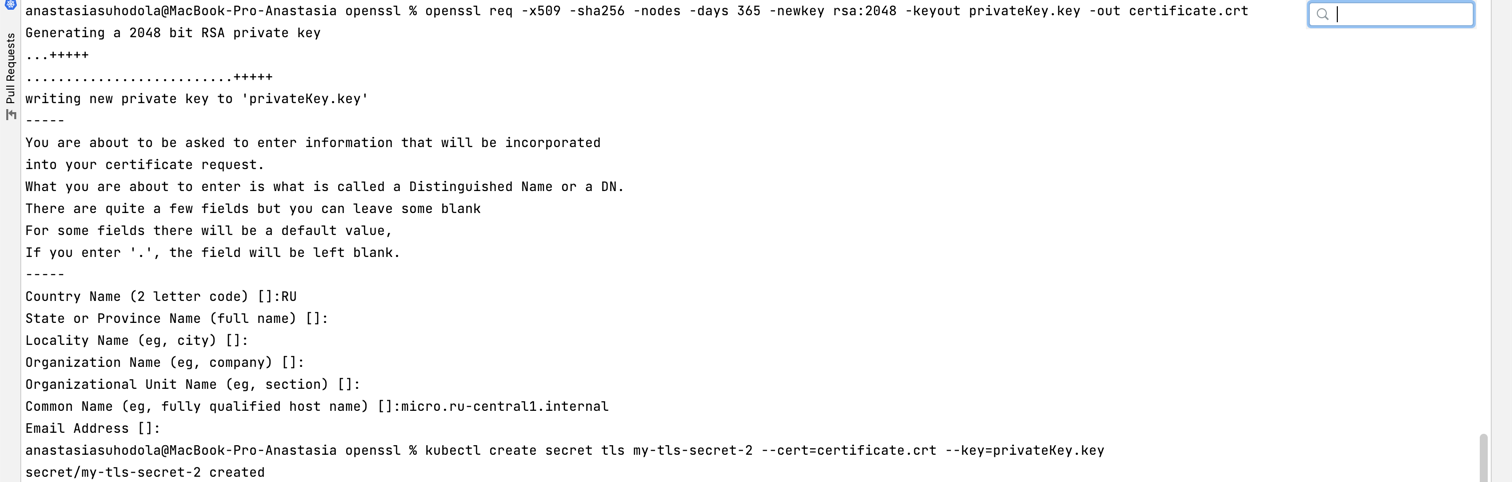 anastasiasuhodola@MacBook-Pro-Anastasia openssl % openssl req -x509 -sha256 -nodes -days 365 -newkey rsa:2048 -keyout privateKey.key -out certificate.crt
Generating a 2048 bit RSA private key
...+++++
..........................+++++
writing new private key to 'privateKey.key'
-----
You are about to be asked to enter information that will be incorporated
into your certificate request.
What you are about to enter is what is called a Distinguished Name or a DN.
There are quite a few fields but you can leave some blank
For some fields there will be a default value,
If you enter '.', the field will be left blank.
-----
Country Name (2 letter code) []:RU
State or Province Name (full name) []:
Locality Name (eg, city) []:
Organization Name (eg, company) []:
Organizational Unit Name (eg, section) []:
Common Name (eg, fully qualified host name) []:micro.ru-central1.internal
Email Address []:
anastasiasuhodola@MacBook-Pro-Anastasia openssl % kubectl create secret tls my-tls-secret-2 --cert=certificate.crt --key=privateKey.key
secret/my-tls-secret-2 created
Pull Requests